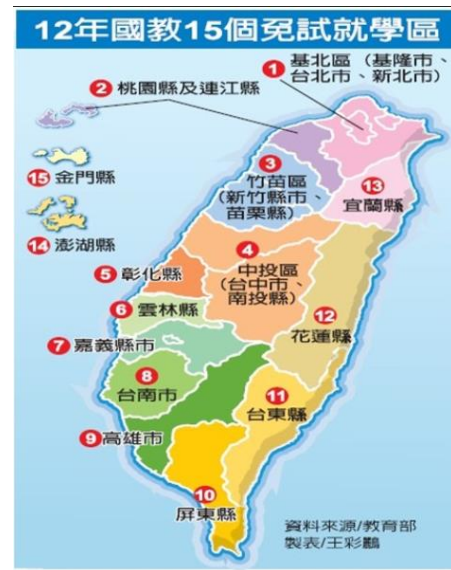 12年國教15個免試就學區
1 基北區（基隆市、
台北市、新北市）
2 桃園縣及連江縣
3
竹苗區
（新竹縣市、
苗栗縣）
15 金門縣
13
宜蘭縣
14 澎湖縣
4
中投區
（台中市、
南投縣）
5 彰化縣
6
雲林縣
12
花蓮縣
7 嘉義縣市
8
台南市
11
台東縣
9 高雄市
10
屏東縣
資料來源/教育部
製表/王彩鸝